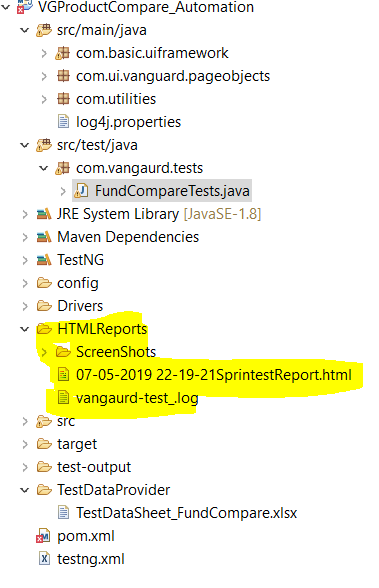 VGProductCompare_Automation
src/main/java
com.basic.uiframework
com.ui.vanguard.pageobjects
com.utilities
log4j.properties
src/test/java
com.vangaurd.tests
FundCompareTests.java
JRE System Library [JavaSE-1.8]
Maven Dependencies
TestNG
config
Drivers
HTMLReports
ScreenShots
07-05-2019 22-19-21SprintestReport.html
vangaurd-test_.log
src
target
test-output
TestDataProvider
TestDataSheet_FundCompare.xlsx
pom.xml
testng.xml